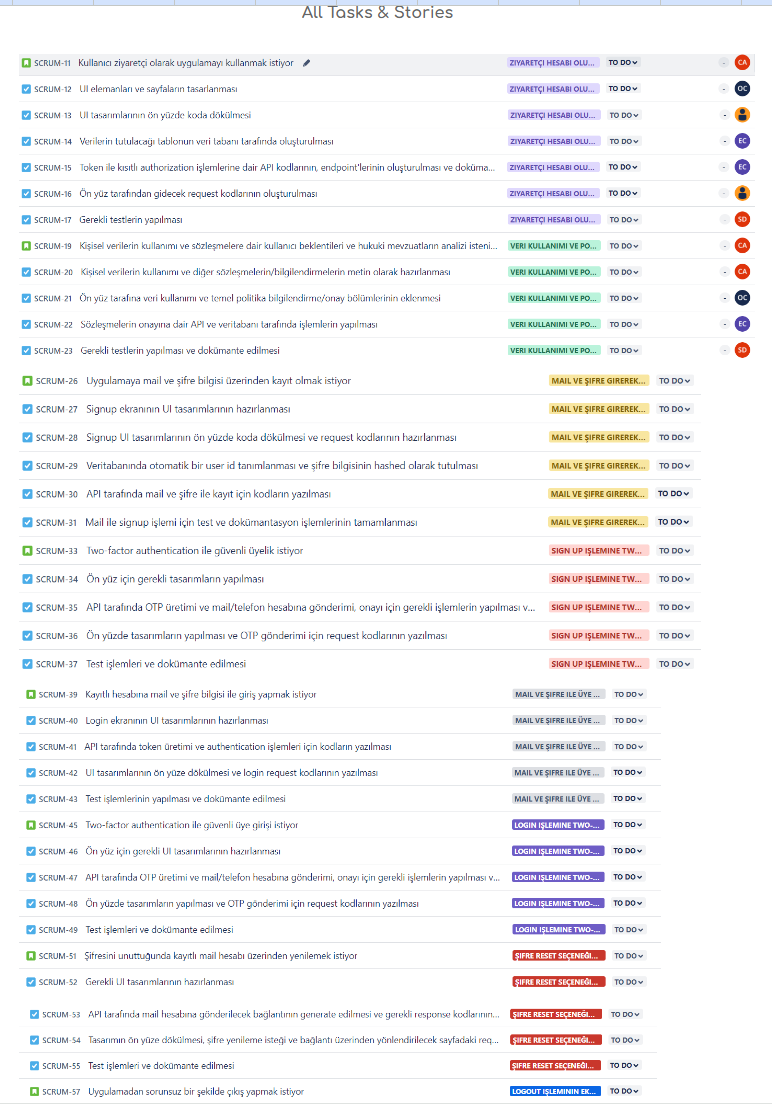 All Tasks & Stories
SCRUM-11 Kullanıcı ziyaretçi olarak uygulamayı kullanmak istiyor ZIYARETÇI HESABI OLU... TO DO - CA
SCRUM-12 UI elemanları ve sayfaların tasarlanması ZIYARETÇI HESABI OLU... TO DO - OC
SCRUM-13 UI tasarımlarının ön yüzde koda dökülmesi ZIYARETÇI HESABI OLU... TO DO -
SCRUM-14 Verilerin tutulacağı tablonun veri tabanı tarafında oluşturulması ZIYARETÇI HESABI OLU... TO DO - EC
SCRUM-15 Token ile kısıtlı authorization işlemlerine dair API kodlarının, endpoint'lerinin oluşturulması ve doküma... ZIYARETÇI HESABI OLU... TO DO - EC
SCRUM-16 Ön yüz tarafından gidecek request kodlarının oluşturulması ZIYARETÇI HESABI OLU... TO DO -
SCRUM-17 Gerekli testlerin yapılması ZIYARETÇI HESABI OLU... TO DO - SD
SCRUM-19 Kişisel verilerin kullanımı ve sözleşmelere dair kullanıcı beklentileri ve hukuki mevzuatların analizi isteni... VERI KULLANIMI VE PO... TO DO - CA
SCRUM-20 Kişisel verilerin kullanımı ve diğer sözleşmelerin/bilgilendirmelerin metin olarak hazırlanması VERI KULLANIMI VE PO... TO DO - CA
SCRUM-21 Ön yüz tarafına veri kullanımı ve temel politika bilgilendirme/onay bölümlerinin eklenmesi VERI KULLANIMI VE PO... TO DO - OC
SCRUM-22 Sözleşmelerin onayına dair API ve veritabanı tarafında işlemlerin yapılması VERI KULLANIMI VE PO... TO DO - EC
SCRUM-23 Gerekli testlerin yapılması ve dokümante edilmesi VERI KULLANIMI VE PO... TO DO - SD
SCRUM-26 Uygulamaya mail ve şifre bilgisi üzerinden kayıt olmak istiyor MAIL VE ŞIFRE GIREREK... TO DO
SCRUM-27 Signup ekranının UI tasarımlarının hazırlanması MAIL VE ŞIFRE GIREREK... TO DO
SCRUM-28 Signup UI tasarımlarının ön yüzde koda dökülmesi ve request kodlarının hazırlanması MAIL VE ŞIFRE GIREREK... TO DO
SCRUM-29 Veritabanında otomatik bir user id tanımlanması ve şifre bilgisinin hashed olarak tutulması MAIL VE ŞIFRE GIREREK... TO DO
SCRUM-30 API tarafında mail ve şifre ile kayıt için kodların yazılması MAIL VE ŞIFRE GIREREK... TO DO
SCRUM-31 Mail ile signup işlemi için test ve dokümantasyon işlemlerinin tamamlanması MAIL VE ŞIFRE GIREREK... TO DO
SCRUM-33 Two-factor authentication ile güvenli üyelik istiyor SIGN UP IŞLEMINE TW... TO DO
SCRUM-34 Ön yüz için gerekli tasarımların yapılması SIGN UP IŞLEMINE TW... TO DO
SCRUM-35 API tarafında OTP üretimi ve mail/telefon hesabına gönderimi, onayı için gerekli işlemlerin yapılması v... SIGN UP IŞLEMINE TW... TO DO
SCRUM-36 Ön yüzde tasarımların yapılması ve OTP gönderimi için request kodlarının yazılması SIGN UP IŞLEMINE TW... TO DO
SCRUM-37 Test işlemleri ve dokümante edilmesi SIGN UP IŞLEMINE TW... TO DO
SCRUM-39 Kayıtlı hesabına mail ve şifre bilgisi ile giriş yapmak istiyor MAIL VE ŞIFRE ILE ÜYE ... TO DO
SCRUM-40 Login ekranının UI tasarımlarının hazırlanması MAIL VE ŞIFRE ILE ÜYE ... TO DO
SCRUM-41 API tarafında token üretimi ve authentication işlemleri için kodların yazılması MAIL VE ŞIFRE ILE ÜYE ... TO DO
SCRUM-42 UI tasarımlarının ön yüze dökülmesi ve login request kodlarının yazılması MAIL VE ŞIFRE ILE ÜYE ... TO DO
SCRUM-43 Test işlemlerinin yapılması ve dokümante edilmesi MAIL VE ŞIFRE ILE ÜYE ... TO DO
SCRUM-45 Two-factor authentication ile güvenli üye girişi istiyor LOGIN IŞLEMINE TWO-... TO DO
SCRUM-46 Ön yüz için gerekli UI tasarımlarının hazırlanması LOGIN IŞLEMINE TWO-... TO DO
SCRUM-47 API tarafında OTP üretimi ve mail/telefon hesabına gönderimi, onayı için gerekli işlemlerin yapılması v... LOGIN IŞLEMINE TWO-... TO DO
SCRUM-48 Ön yüzde tasarımların yapılması ve OTP gönderimi için request kodlarının yazılması LOGIN IŞLEMINE TWO-... TO DO
SCRUM-49 Test işlemleri ve dokümante edilmesi LOGIN IŞLEMINE TWO-... TO DO
SCRUM-51 Şifresini unuttuğunda kayıtlı mail hesabı üzerinden yenilemek istiyor ŞIFRE RESET SEÇENEĞI... TO DO
SCRUM-52 Gerekli UI tasarımlarının hazırlanması ŞIFRE RESET SEÇENEĞI... TO DO
SCRUM-53 API tarafında mail hesabına gönderilecek bağlantının generate edilmesi ve gerekli response kodlarının... ŞIFRE RESET SEÇENEĞI... TO DO
SCRUM-54 Tasarımın ön yüze dökülmesi, şifre yenileme isteği ve bağlantı üzerinden yönlendirilecek sayfadaki req... ŞIFRE RESET SEÇENEĞI... TO DO
SCRUM-55 Test işlemleri ve dokümante edilmesi ŞIFRE RESET SEÇENEĞI... TO DO
SCRUM-57 Uygulamadan sorunsuz bir şekilde çıkış yapmak istiyor LOGOUT IŞLEMININ EK... TO DO